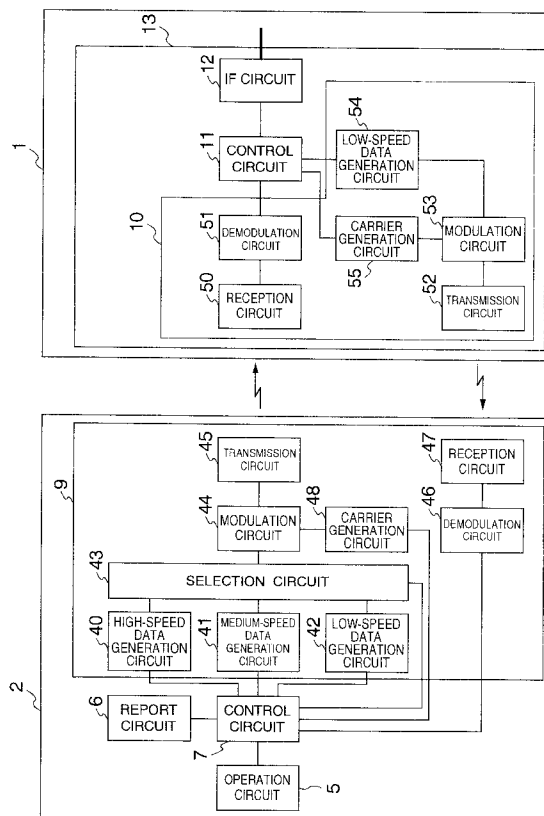 2
9
6
REPORT CIRCUIT
7
CONTROL
CIRCUIT
OPERATION
CIRCUIT
5
40
HIGH-SPEED
DATA
GENERATION
CIRCUIT
41
MEDIUM-SPEED
DATA
GENERATION
CIRCUIT
42
LOW-SPEED
DATA
GENERATION
CIRCUIT
43
SELECTION CIRCUIT
44
MODULATION
CIRCUIT
45
TRANSMISSION
CIRCUIT
48
CARRIER
GENERATION
CIRCUIT
46
DEMODULATION
CIRCUIT
47
RECEPTION
CIRCUIT
1
13
10
12
IF CIRCUIT
11
CONTROL
CIRCUIT
51
DEMODULATION
CIRCUIT
50
RECEPTION
CIRCUIT
54
LOW-SPEED
DATA
GENERATION
CIRCUIT
CARRIER
GENERATION
CIRCUIT
55
53
MODULATION
CIRCUIT
52
TRANSMISSION
CIRCUIT